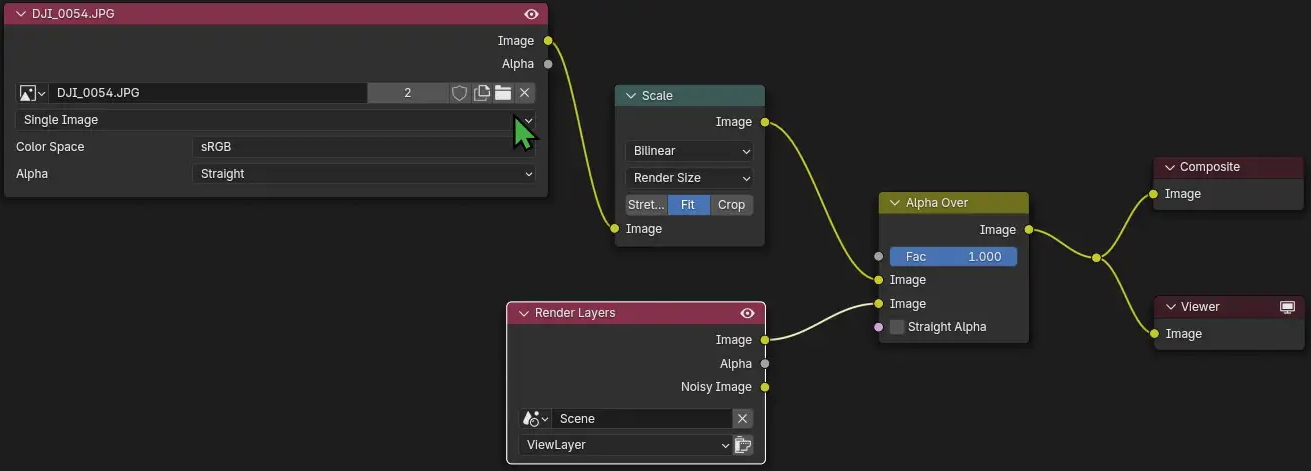 DJI_0054.JPG
Image
Alpha
DJI_0054.JPG 2
Single Image
Color Space sRGB
Alpha Straight
Scale
Image
Bilinear
Render Size
Stret... Fit Crop
Image
Render Layers
Image
Alpha
Noisy Image
Scene
ViewLayer
Alpha Over
Image
Fac 1.000
Image
Image
Straight Alpha
Composite
Image
Viewer
Image